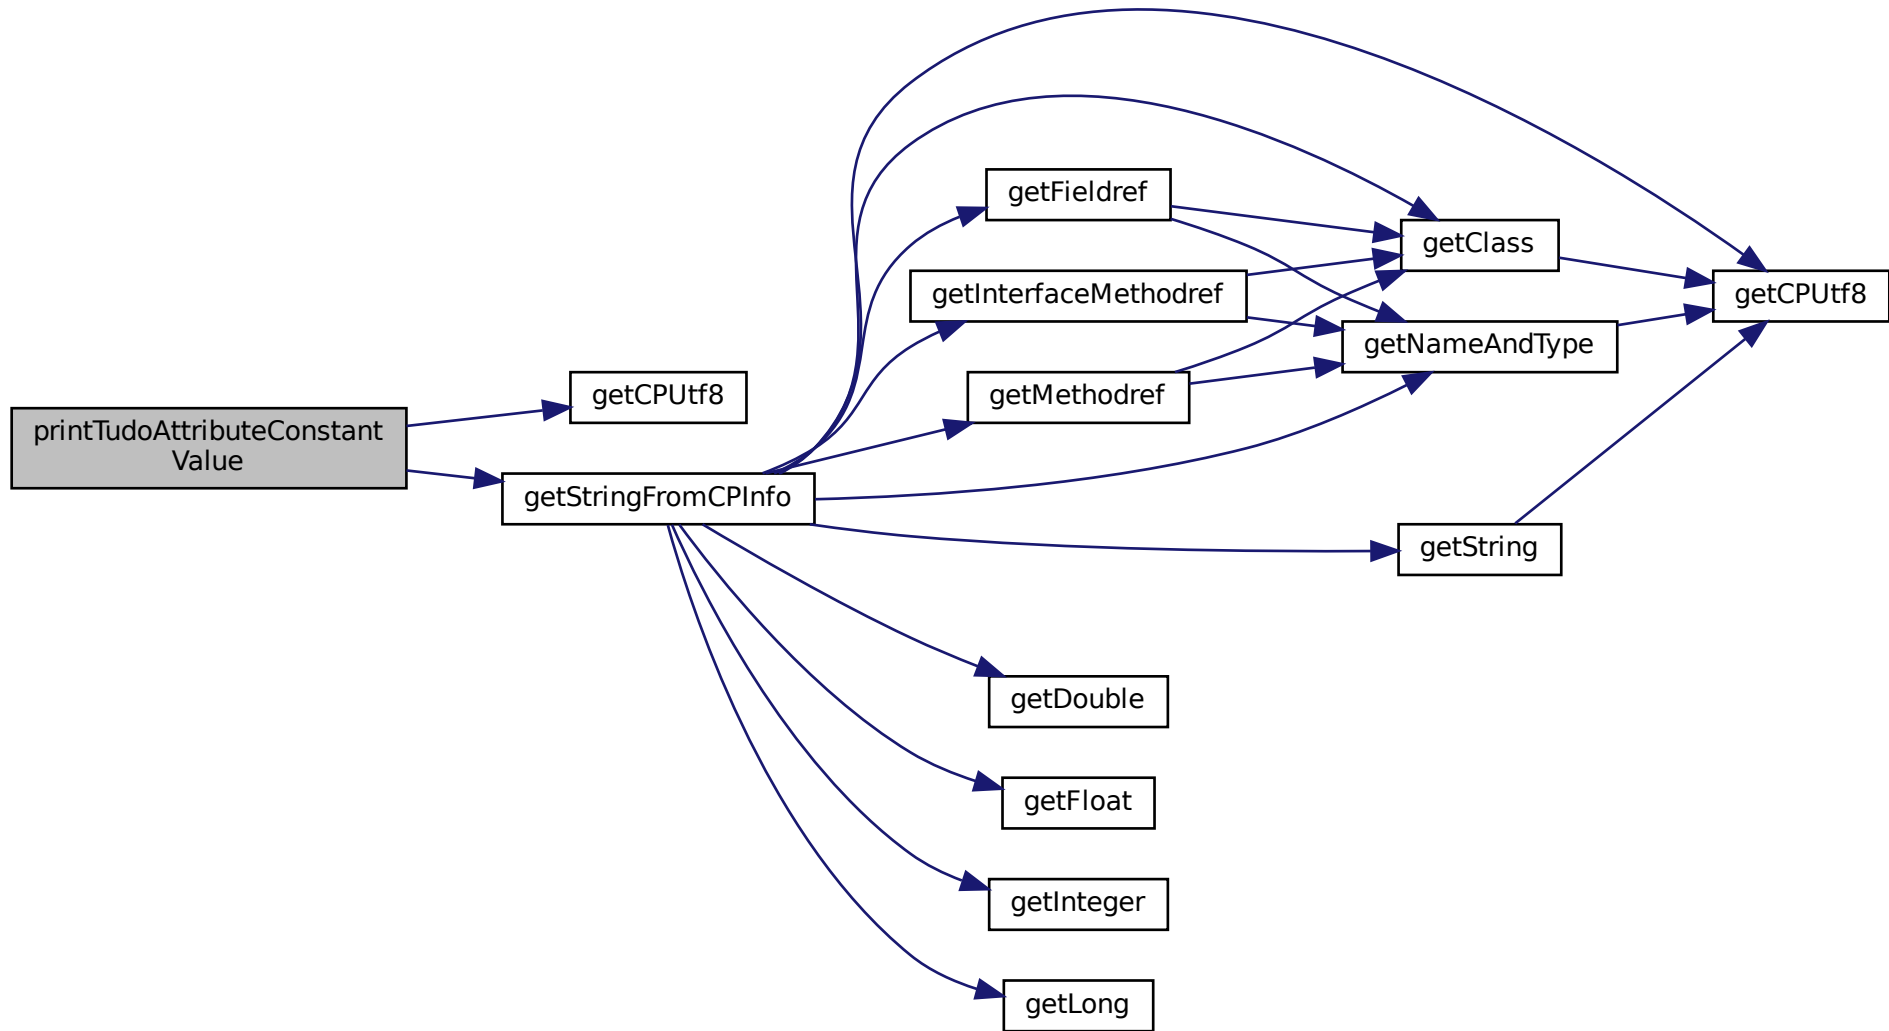 printTudoAttributeConstant
Value
getCPUtf8
getStringFromCPInfo
getFieldref
getInterfaceMethodref
getMethodref
getClass
getNameAndType
getCPUtf8
getString
getDouble
getFloat
getInteger
getLong